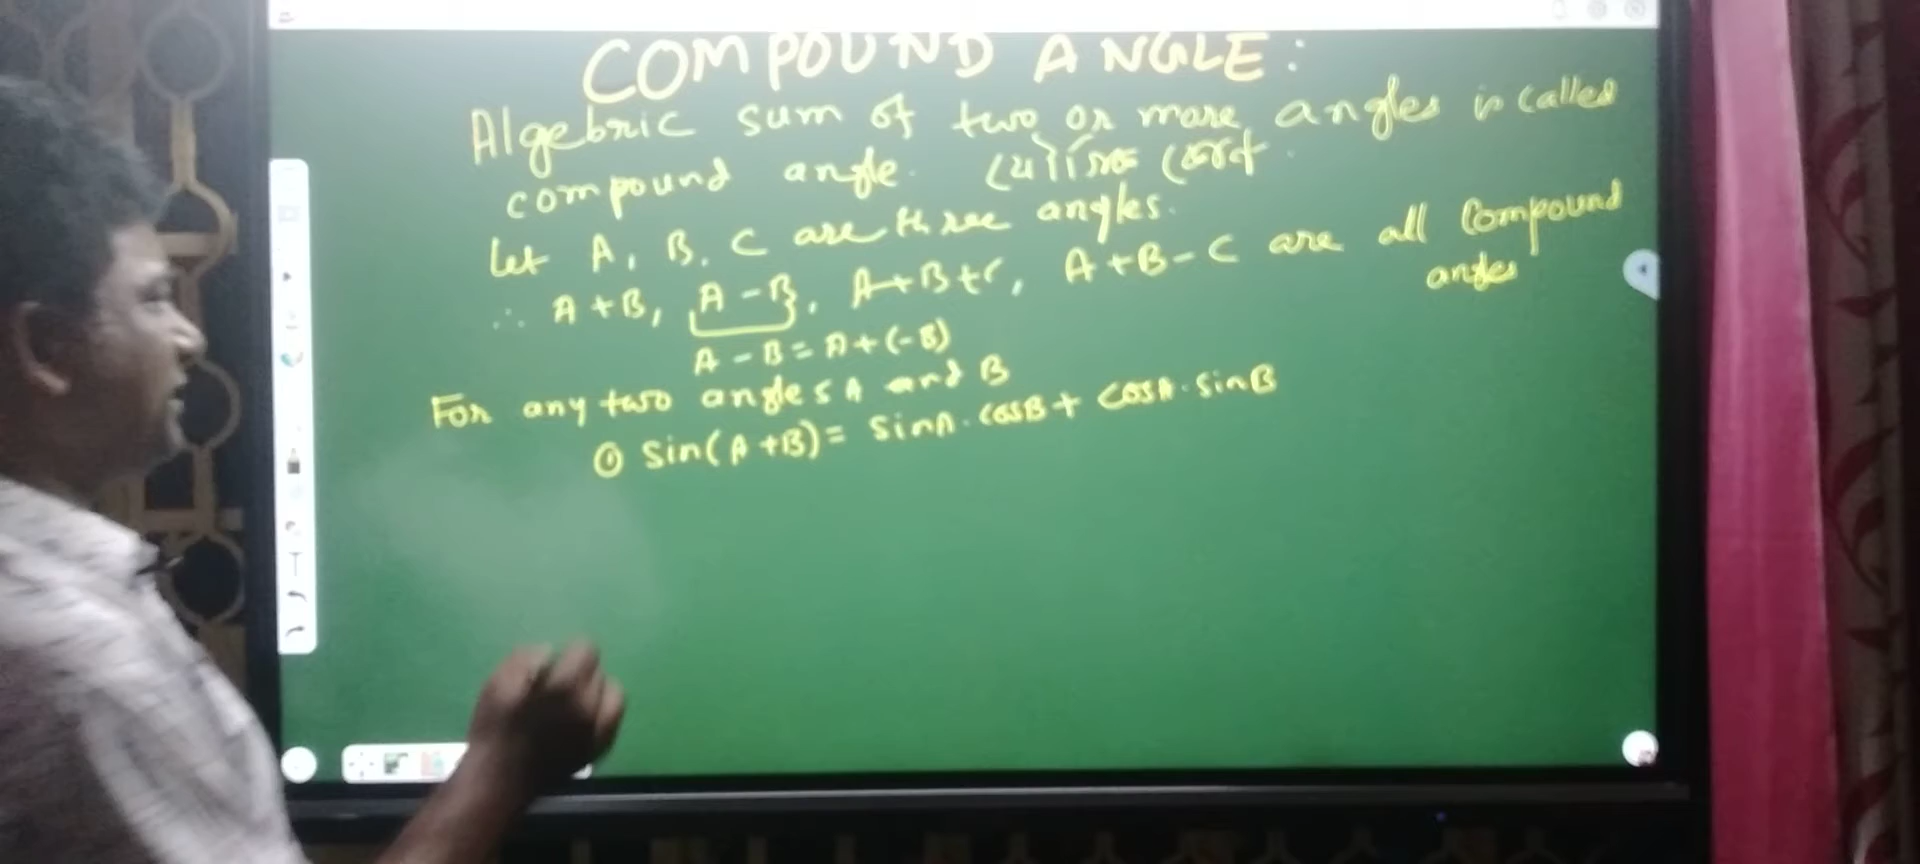 COMPOUND ANGLE:
Algebric sum of two or more angles is called
compound angle.
Let A, B, C are three angles.
∴ A+B, A-B, A+B+C, A+B-C are all Compound
angles
A-B=A+(-B)
For any two angles A and B
① sin(A+B)= sinA. cosB+ cosA. sinB